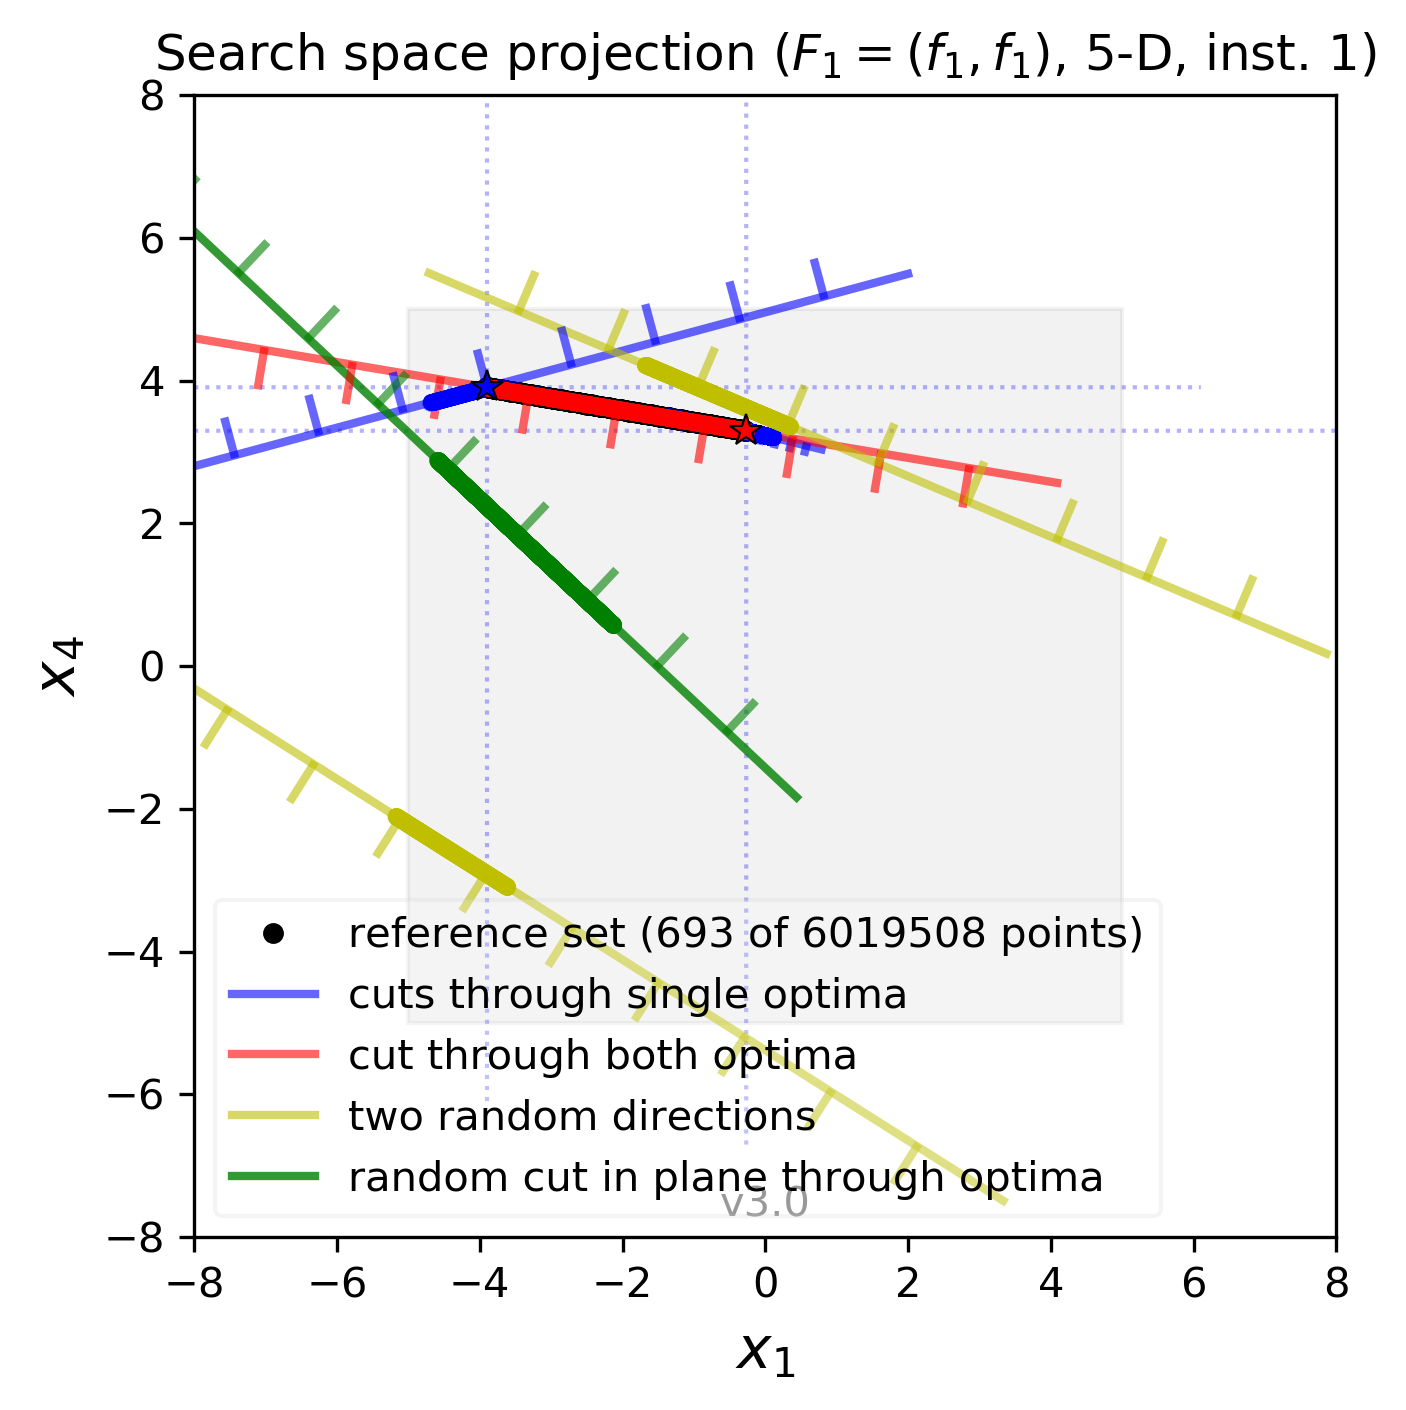 Search space projection (F₁ = (f₁, f₁), 5-D, inst. 1)
8
6
4
2
0
−2
−4
−6
−8
x₄
reference set (693 of 6019508 points)
cuts through single optima
cut through both optima
two random directions
random cut in plane through optima
v3.0
−8 −6 −4 −2 0 2 4 6 8
x₁